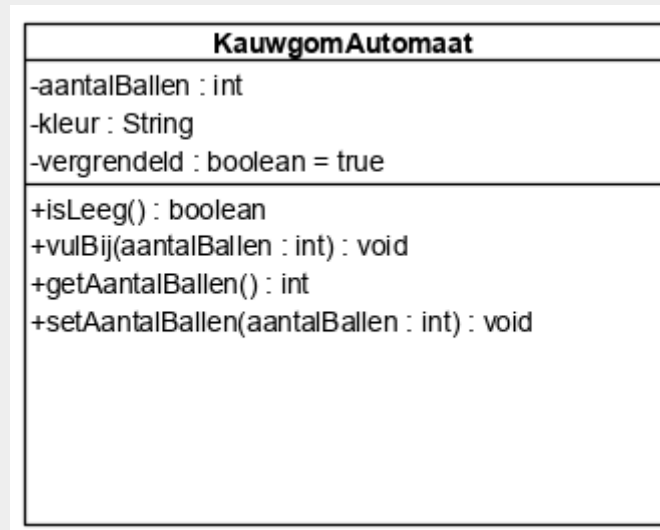 KauwgomAutomaat
-aantalBallen : int
-kleur : String
-vergrendeld : boolean = true
+isLeeg() : boolean
+vulBij(aantalBallen : int) : void
+getAantalBallen() : int
+setAantalBallen(aantalBallen : int) : void